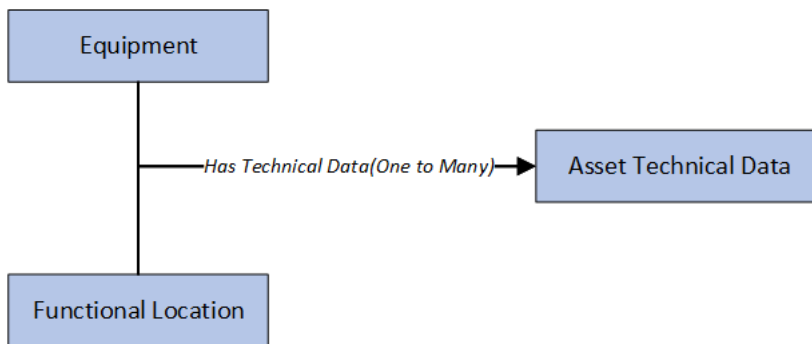 Equipment
Has Technical Data(One to Many)
Asset Technical Data
Functional Location